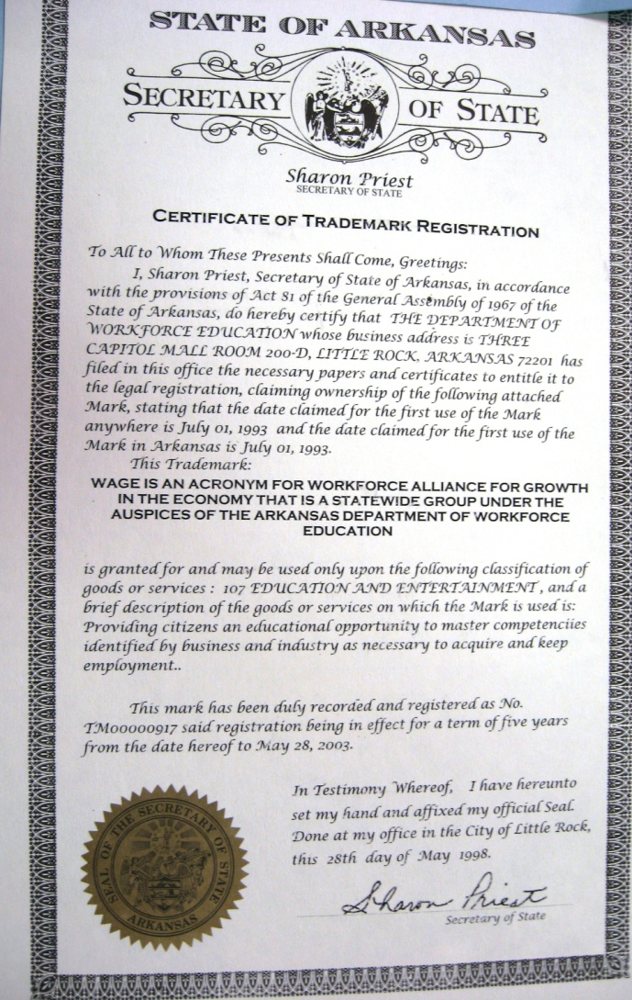 STATE OF ARKANSAS
SECRETARY OF STATE
Sharon Priest
SECRETARY OF STATE
CERTIFICATE OF TRADEMARK REGISTRATION
To All to Whom These Presents Shall Come, Greetings:
I, Sharon Priest, Secretary of State of Arkansas, in accordance
with the provisions of Act 81 of the General Assembly of 1967 of the
State of Arkansas, do hereby certify that THE DEPARTMENT OF
WORKFORCE EDUCATION whose business address is THREE
CAPITOL MALL ROOM 200-D, LITTLE ROCK, ARKANSAS 72201 has
filed in this office the necessary papers and certificates to entitle it to
the legal registration, claiming ownership of the following attached
Mark, stating that the date claimed for the first use of the Mark
anywhere is July 01, 1993 and the date claimed for the first use of the
Mark in Arkansas is July 01, 1993.
This Trademark:
WAGE IS AN ACRONYM FOR WORKFORCE ALLIANCE FOR GROWTH
IN THE ECONOMY THAT IS A STATEWIDE GROUP UNDER THE
AUSPICES OF THE ARKANSAS DEPARTMENT OF WORKFORCE
EDUCATION
is granted for and may be used only upon the following classification of
goods or services : 107 EDUCATION AND ENTERTAINMENT, and a
brief description of the goods or services on which the Mark is used is:
Providing citizens an educational opportunity to master competenciies
identified by business and industry as necessary to acquire and keep
employment..
This mark has been duly recorded and registered as No.
TM00000917 said registration being in effect for a term of five years
from the date hereof to May 28, 2003.
In Testimony Whereof, I have hereunto
set my hand and affixed my official Seal.
Done at my office in the City of Little Rock,
this 28th day of May 1998.
Sharon Priest
Secretary of State
SEAL OF THE SECRETARY OF STATE
ARKANSAS